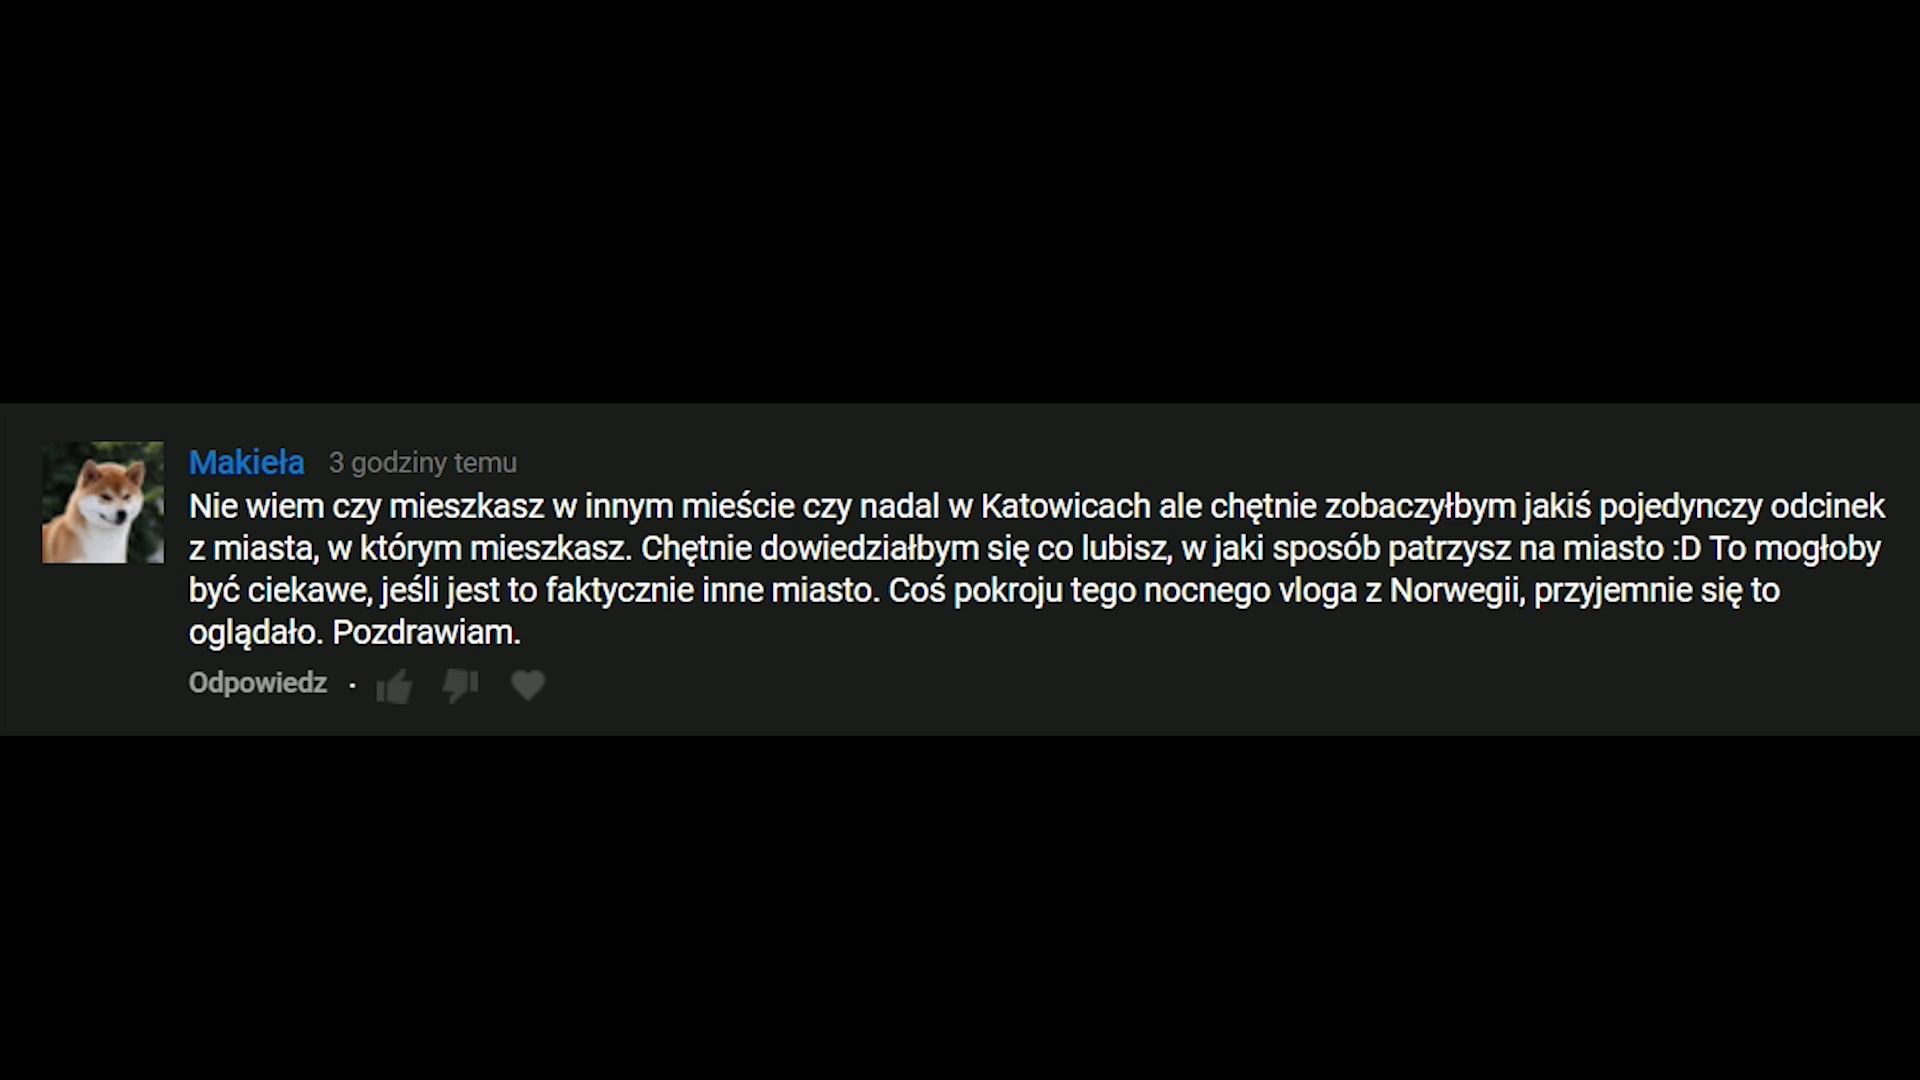 Makieła 3 godziny temu
Nie wiem czy mieszkasz w innym mieście czy nadal w Katowicach ale chętnie zobaczyłbym jakiś pojedynczy odcinek
z miasta, w którym mieszkasz. Chętnie dowiedziałbym się co lubisz, w jaki sposób patrzysz na miasto :D To mogłoby
być ciekawe, jeśli jest to faktycznie inne miasto. Coś pokroju tego nocnego vloga z Norwegii, przyjemnie się to
oglądało. Pozdrawiam.
Odpowiedz ·